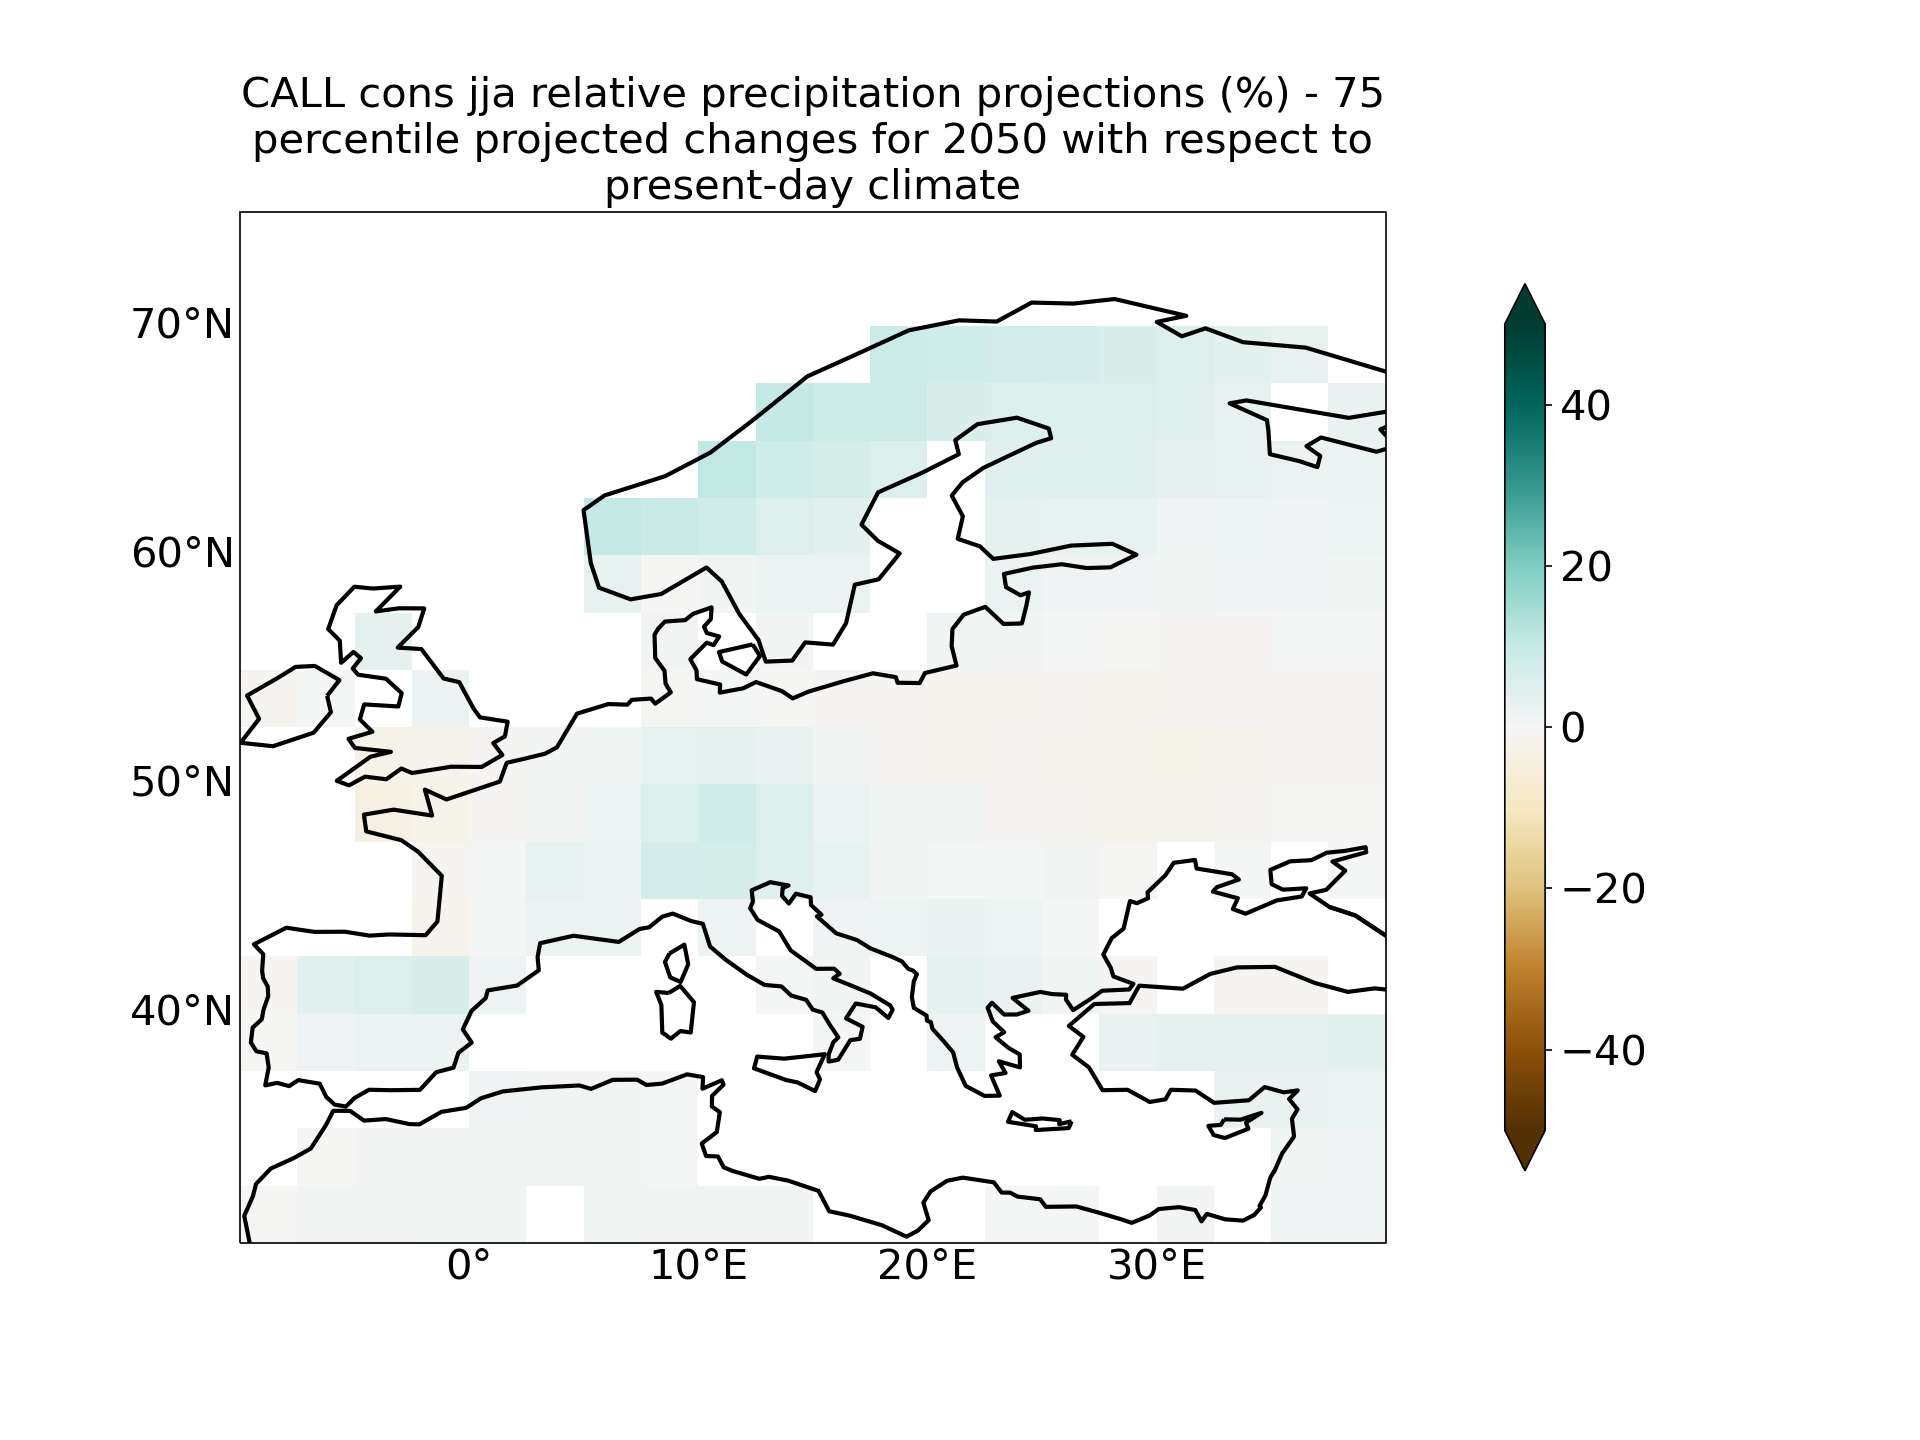 CALL cons jja relative precipitation projections (%) - 75
percentile projected changes for 2050 with respect to
present-day climate
70°N
60°N
50°N
40°N
0°
10°E
20°E
30°E
40
20
0
−20
−40